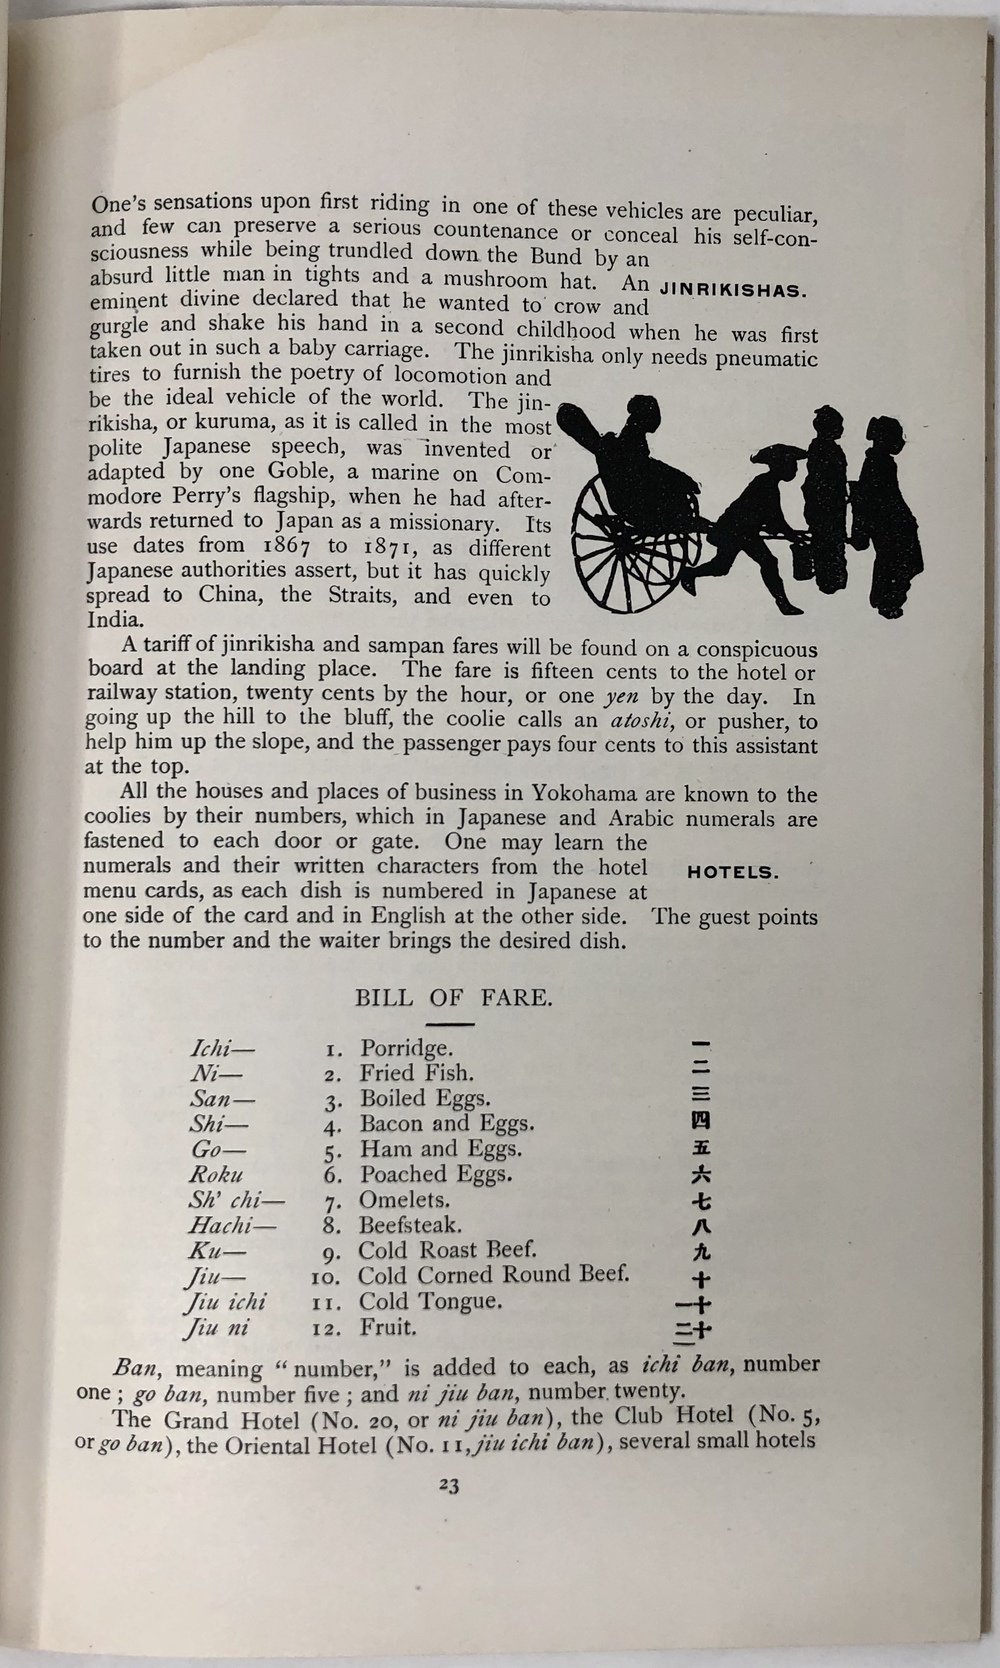 One's sensations upon first riding in one of these vehicles are peculiar,
and few can preserve a serious countenance or conceal his self-con-
sciousness while being trundled down the Bund by an
absurd little man in tights and a mushroom hat. An
JINRIKISHAS.
eminent divine declared that he wanted to crow and
gurgle and shake his hand in a second childhood when he was first
taken out in such a baby carriage. The jinrikisha only needs pneumatic
tires to furnish the poetry of locomotion and
be the ideal vehicle of the world. The jin-
rikisha, or kuruma, as it is called in the most
polite Japanese speech, was invented or
adapted by one Goble, a marine on Com-
modore Perry's flagship, when he had after-
wards returned to Japan as a missionary. Its
use dates from 1867 to 1871, as different
Japanese authorities assert, but it has quickly
spread to China, the Straits, and even to
India.
A tariff of jinrikisha and sampan fares will be found on a conspicuous
board at the landing place. The fare is fifteen cents to the hotel or
railway station, twenty cents by the hour, or one yen by the day. In
going up the hill to the bluff, the coolie calls an atoshi, or pusher, to
help him up the slope, and the passenger pays four cents to this assistant
at the top.
All the houses and places of business in Yokohama are known to the
coolies by their numbers, which in Japanese and Arabic numerals are
fastened to each door or gate. One may learn the
numerals and their written characters from the hotel
HOTELS.
menu cards, as each dish is numbered in Japanese at
one side of the card and in English at the other side. The guest points
to the number and the waiter brings the desired dish.
BILL OF FARE.
Ichi— 1. Porridge. 一
Ni— 2. Fried Fish. 二
San— 3. Boiled Eggs. 三
Shi— 4. Bacon and Eggs. 四
Go— 5. Ham and Eggs. 五
Roku 6. Poached Eggs. 六
Sh' chi— 7. Omelets. 七
Hachi— 8. Beefsteak. 八
Ku— 9. Cold Roast Beef. 九
Jiu— 10. Cold Corned Round Beef. 十
Jiu ichi 11. Cold Tongue. 一十
Jiu ni 12. Fruit. 二十
Ban, meaning "number," is added to each, as ichi ban, number
one; go ban, number five; and ni jiu ban, number twenty.
The Grand Hotel (No. 20, or ni jiu ban), the Club Hotel (No. 5,
or go ban), the Oriental Hotel (No. 11, jiu ichi ban), several small hotels
23